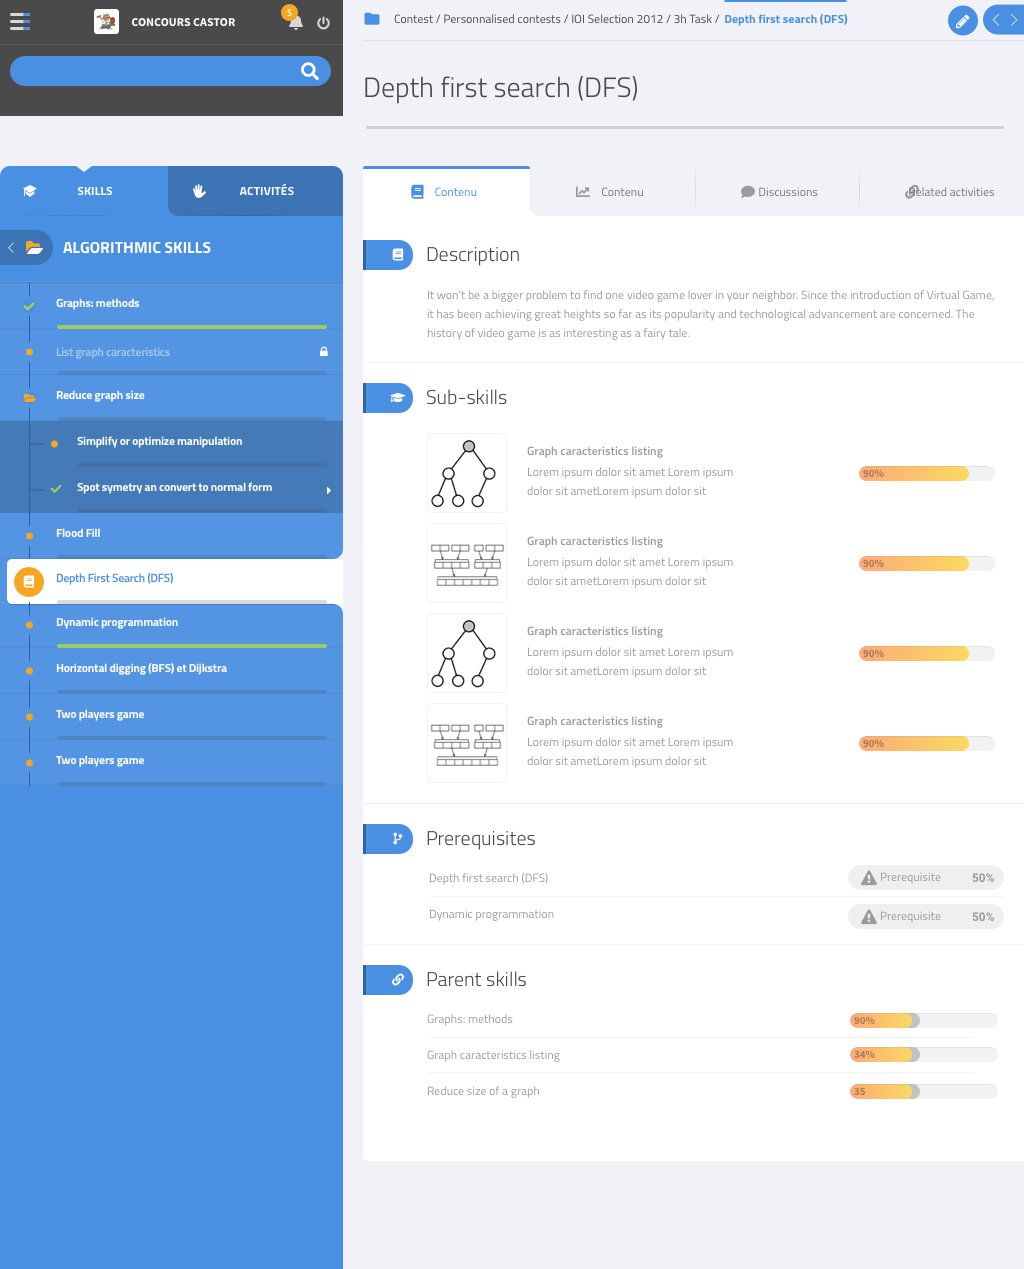 CONCOURS CASTOR
5
SKILLS
ACTIVITÉS
ALGORITHMIC SKILLS
Graphs: methods
List graph caracteristics
Reduce graph size
Simplify or optimize manipulation
Spot symetry an convert to normal form
Flood Fill
Depth First Search (DFS)
Dynamic programmation
Horizontal digging (BFS) et Dijkstra
Two players game
Two players game
Contest / Personnalised contests / IOI Selection 2012 / 3h Task / Depth first search (DFS)
Depth first search (DFS)
Contenu
Contenu
Discussions
Related activities
Description
It won't be a bigger problem to find one video game lover in your neighbor. Since the introduction of Virtual Game,
it has been achieving great heights so far as its popularity and technological advancement are concerned. The
history of video game is as interesting as a fairy tale.
Sub-skills
Graph caracteristics listing
Lorem ipsum dolor sit amet Lorem ipsum
dolor sit ametLorem ipsum dolor sit
90%
Graph caracteristics listing
Lorem ipsum dolor sit amet Lorem ipsum
dolor sit ametLorem ipsum dolor sit
90%
Graph caracteristics listing
Lorem ipsum dolor sit amet Lorem ipsum
dolor sit ametLorem ipsum dolor sit
90%
Graph caracteristics listing
Lorem ipsum dolor sit amet Lorem ipsum
dolor sit ametLorem ipsum dolor sit
90%
Prerequisites
Depth first search (DFS)
Prerequisite 50%
Dynamic programmation
Prerequisite 50%
Parent skills
Graphs: methods
90%
Graph caracteristics listing
34%
Reduce size of a graph
35